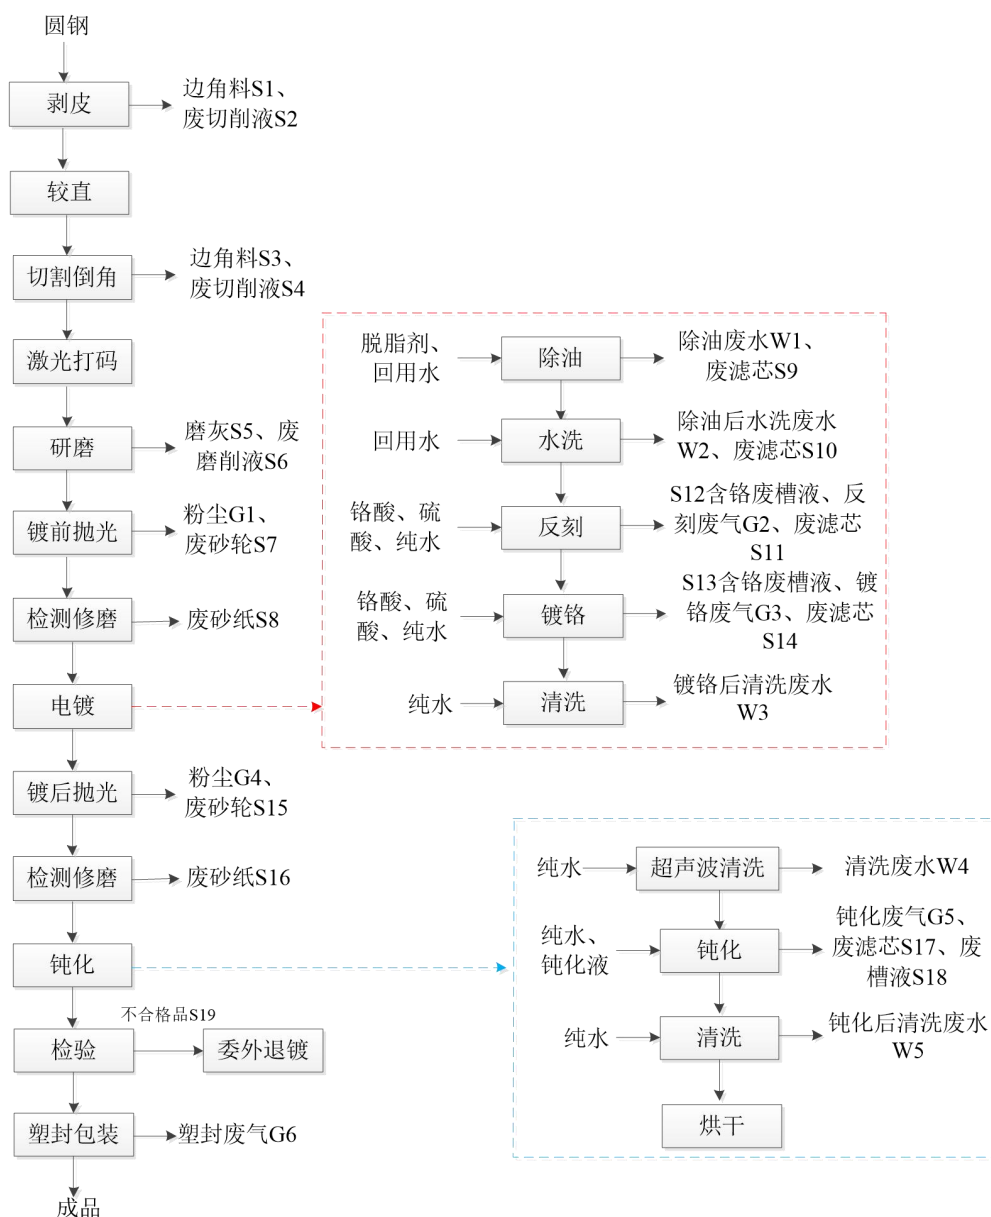 圆钢
剥皮
边角料S1、
废切削液S2
较直
切割倒角
边角料S3、
废切削液S4
激光打码
研磨
磨灰S5、废
磨削液S6
镀前抛光
粉尘G1、
废砂轮S7
检测修磨
废砂纸S8
电镀
脱脂剂、
回用水
除油
除油废水W1、
废滤芯S9
回用水
水洗
除油后水洗废水
W2、废滤芯S10
铬酸、硫
酸、纯水
反刻
S12含铬废槽液、反
刻废气G2、废滤芯
S11
铬酸、硫
酸、纯水
镀铬
S13含铬废槽液、镀
铬废气G3、废滤芯
S14
纯水
清洗
镀铬后清洗废水
W3
镀后抛光
粉尘G4、
废砂轮S15
检测修磨
废砂纸S16
钝化
纯水
超声波清洗
清洗废水W4
纯水、
钝化液
钝化
钝化废气G5、
废滤芯S17、废
槽液S18
纯水
清洗
钝化后清洗废水
W5
烘干
检验
不合格品S19
委外退镀
塑封包装
塑封废气G6
成品